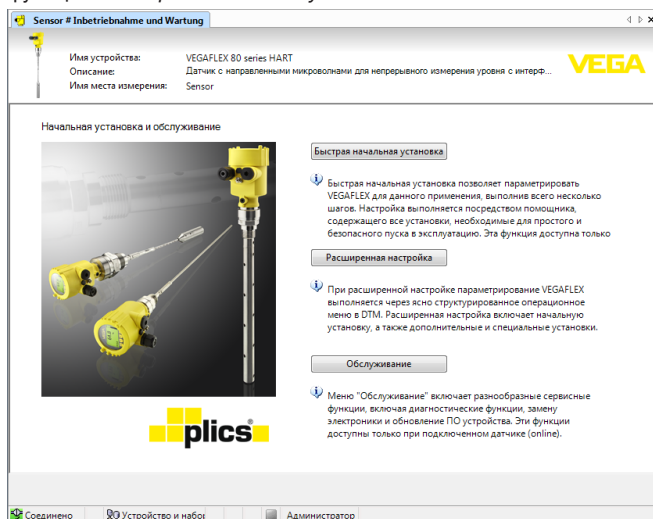 Sensor # Inbetriebnahme und Wartung
Имя устройства: VEGAFLEX 80 series HART
Описание: Датчик с направленными микроволнами для непрерывного измерения уровня с интерф...
Имя места измерения: Sensor
VEGA
Начальная установка и обслуживание
Быстрая начальная установка
Быстрая начальная установка позволяет параметрировать
VEGAFLEX для данного применения, выполнив всего несколько
шагов. Настройка выполняется посредством помощника,
содержащего все установки, необходимые для простого и
безопасного пуска в эксплуатацию. Эта функция доступна только
Расширенная настройка
При расширенной настройке параметрирование VEGAFLEX
выполняется через ясно структурированное операционное
меню в DTM. Расширенная настройка включает начальную
установку, а также дополнительные и специальные установки.
Обслуживание
Меню "Обслуживание" включает разнообразные сервисные
функции, включая диагностические функции, замену
электроники и обновление ПО устройства. Эти функции
доступны только при подключенном датчике (online).
plics
Соединено Устройство и набор Администратор